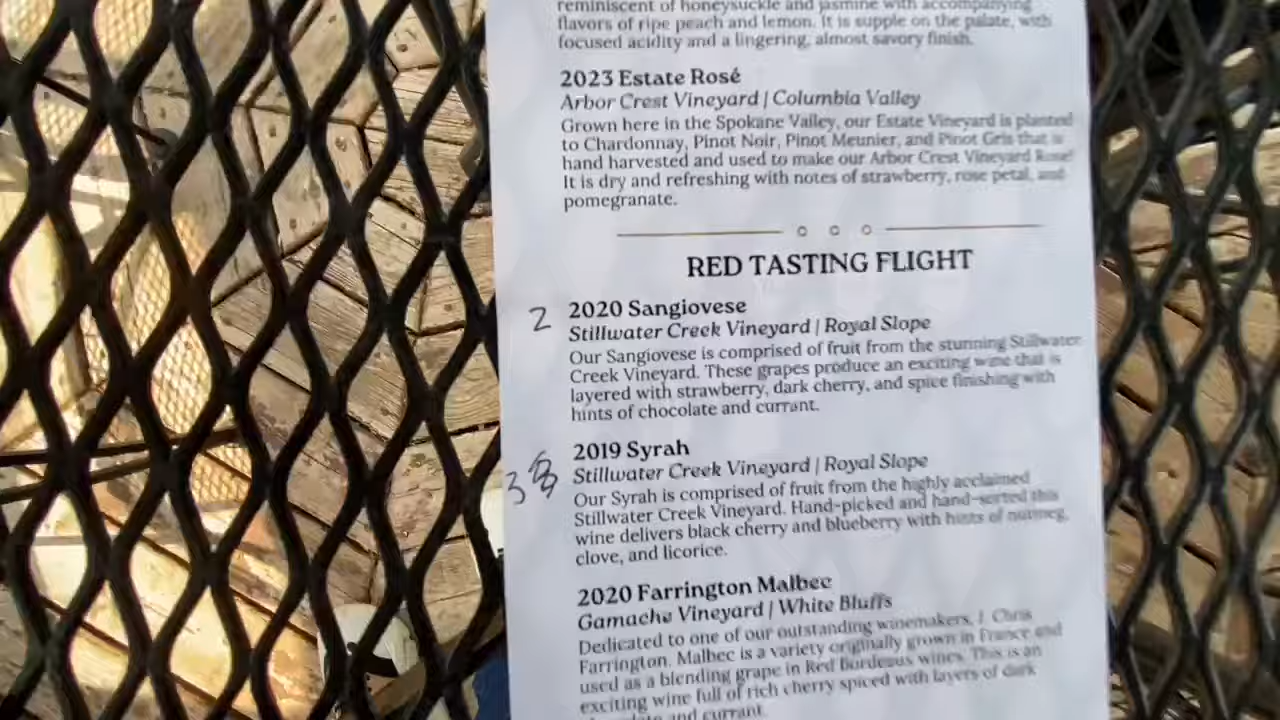 reminiscent of honeysuckle and jasmine with accompanying
flavors of ripe peach and lemon. It is supple on the palate, with
focused acidity and a lingering, almost savory finish.
2023 Estate Rosé
Arbor Crest Vineyard | Columbia Valley
Grown here in the Spokane Valley, our Estate Vineyard is planted
to Chardonnay, Pinot Noir, Pinot Meunier, and Pinot Gris that is
hand harvested and used to make our Arbor Crest Vineyard Rosé!
It is dry and refreshing with notes of strawberry, rose petal, and
pomegranate.
RED TASTING FLIGHT
2 2020 Sangiovese
Stillwater Creek Vineyard | Royal Slope
Our Sangiovese is comprised of fruit from the stunning Stillwater
Creek Vineyard. These grapes produce an exciting wine that is
layered with strawberry, dark cherry, and spice finishing with
hints of chocolate and currant.
3 2019 Syrah
Stillwater Creek Vineyard | Royal Slope
Our Syrah is comprised of fruit from the highly acclaimed
Stillwater Creek Vineyard. Hand-picked and hand-sorted this
wine delivers black cherry and blueberry with hints of nutmeg,
clove, and licorice.
2020 Farrington Malbec
Gamache Vineyard | White Bluffs
Dedicated to one of our outstanding winemakers, J. Chris
Farrington. Malbec is a variety originally grown in France and
used as a blending grape in Red Bordeaux wines. This is an
exciting wine full of rich cherry spiced with layers of dark
and currant.